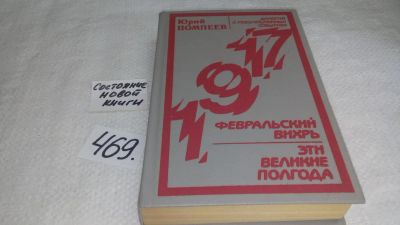 Состояние
новой
книги
469.
Юрий
ПОМПЕЕВ
1917
ФЕВРАЛЬСКИЙ
ВИХРЬ
ЭТИ
ВЕЛИКИЕ
ПОЛГОДА